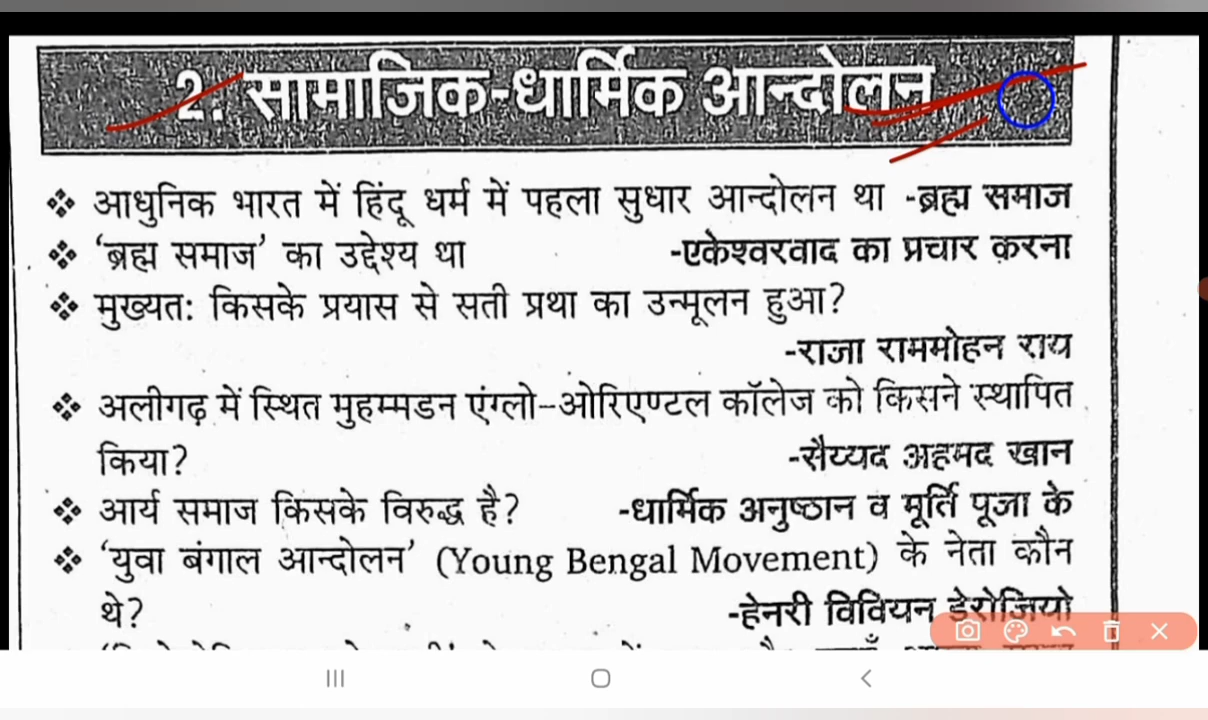 2. सामाजिक-धार्मिक आन्दोलन
❖ आधुनिक भारत में हिंदू धर्म में पहला सुधार आन्दोलन था -ब्रह्म समाज
❖ ‘ब्रह्म समाज’ का उद्देश्य था -एकेश्वरवाद का प्रचार करना
❖ मुख्यत: किसके प्रयास से सती प्रथा का उन्मूलन हुआ?
-राजा राममोहन राय
❖ अलीगढ़ में स्थित मुहम्मडन एंग्लो-ओरिएण्टल कॉलेज को किसने स्थापित
किया? -सैय्यद अहमद खान
❖ आर्य समाज किसके विरुद्ध है? -धार्मिक अनुष्ठान व मूर्ति पूजा के
❖ ‘युवा बंगाल आन्दोलन’ (Young Bengal Movement) के नेता कौन
थे? -हेनरी विवियन डेरोजियो